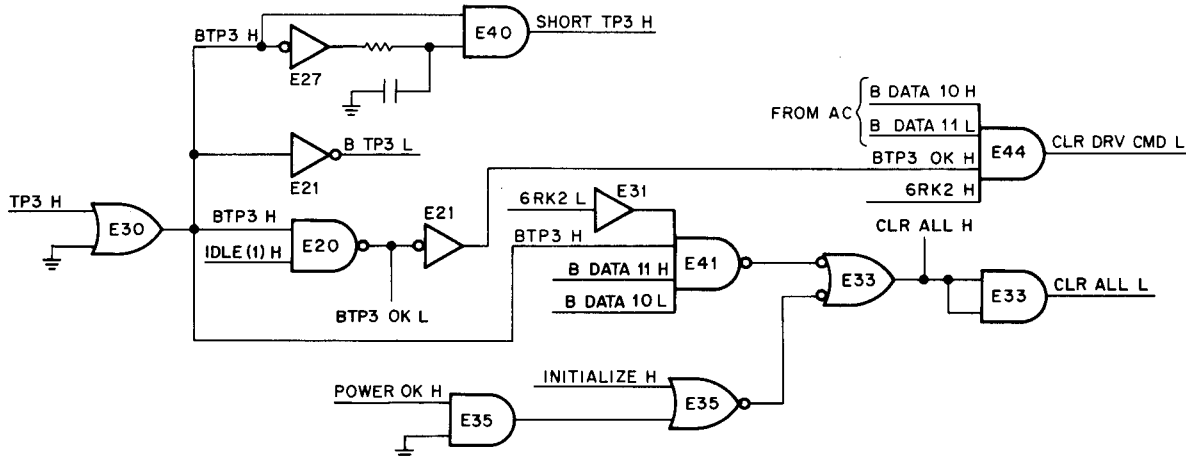 SHORT TP3 H
BTP3 H
E40
E27
B DATA 10 H
FROM AC
B DATA 11 L
B TP3 L
E44
CLR DRV CMD L
BTP3 OK H
E21
E31
6RK2 H
TP3 H
E30
BTP3 H
E21
6RK2 L
CLR ALL H
E20
BTP3 H
IDLE (1) H
E41
B DATA 11 H
E33
E33
CLR ALL L
B DATA 10 L
BTP3 OK L
INITIALIZE H
POWER OK H
E35
E35